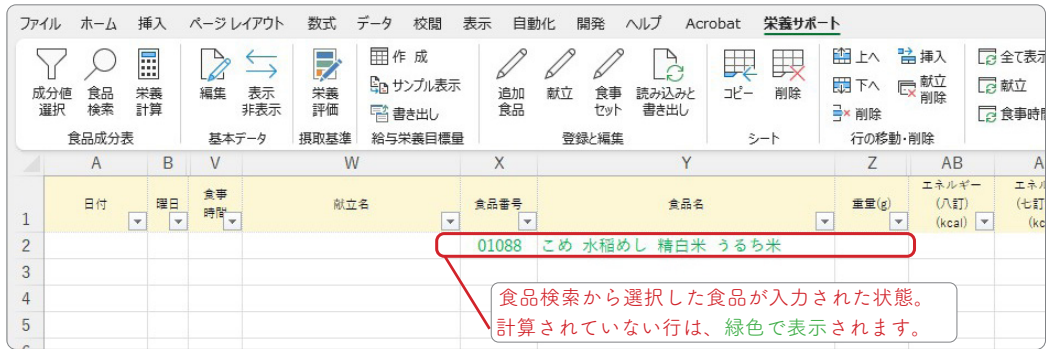 ファイル ホーム 挿入 ページ レイアウト 数式 データ 校閲 表示 自動化 開発 ヘルプ Acrobat 栄養サポート
成分値選択 食品検索 栄養計算 編集 表示非表示 栄養評価 作 成 サンプル表示 書き出し 追加食品 献立 食事セット 読み込みと書き出し コピー 削除 上へ 下へ 削除 挿入 献立削除 全て表示 献立 食事時
食品成分表 基本データ 摂取基準 給与栄養目標量 登録と編集 シート 行の移動・削除
A B V W X Y Z AB A
1 日付 曜日 食事時間 献立名 食品番号 食品名 重量(g) エネルギー(八訂)(kcal) エネル(七訂(kc
2 01088 こめ 水稲めし 精白米 うるち米
3
4
5
食品検索から選択した食品が入力された状態。
計算されていない行は、緑色で表示されます。